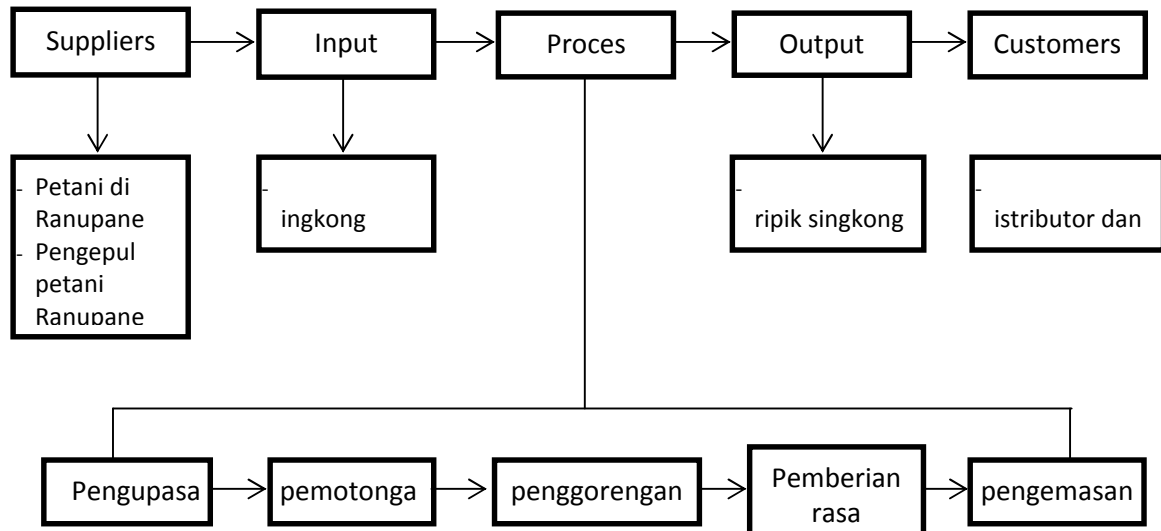 Suppliers
Input
Proces
Output
Customers
- Petani di
Ranupane
- Pengepul
petani
Ranupane
-
ingkong
-
ripik singkong
-
istributor dan
Pengupasa
pemotonga
penggorengan
Pemberian
rasa
pengemasan